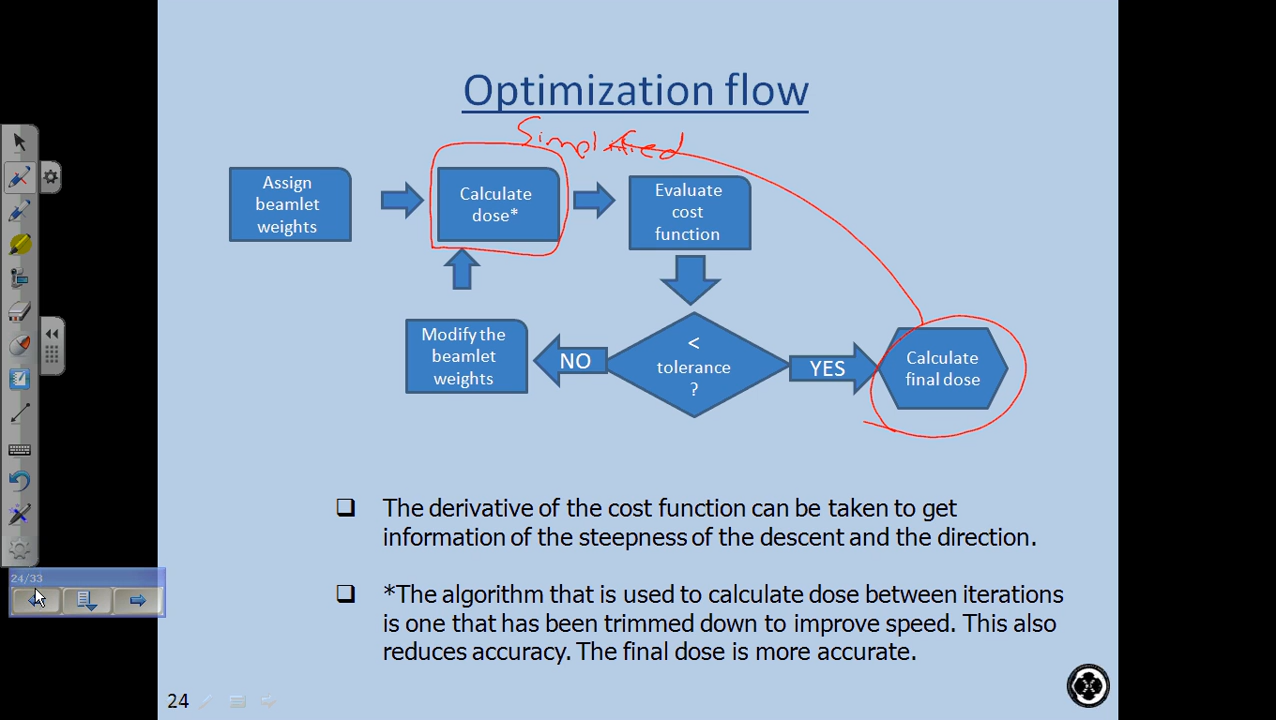 Optimization flow
Simplified
Assign
beamlet
weights
Calculate
dose*
Evaluate
cost
function
Modify the
beamlet
weights
NO
<
tolerance
?
YES
Calculate
final dose
❑ The derivative of the cost function can be taken to get
information of the steepness of the descent and the direction.
❑ *The algorithm that is used to calculate dose between iterations
is one that has been trimmed down to improve speed. This also
reduces accuracy. The final dose is more accurate.
24/33
24